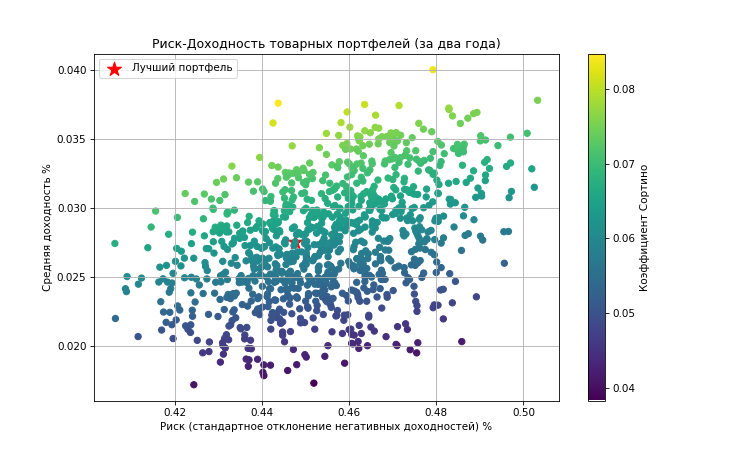 Риск-Доходность товарных портфелей (за два года)
Лучший портфель
0.040
0.035
0.030
0.025
0.020
Средняя доходность %
0.42 0.44 0.46 0.48 0.50
Риск (стандартное отклонение негативных доходностей) %
0.08
0.07
0.06
0.05
0.04
Коэффициент Сортино